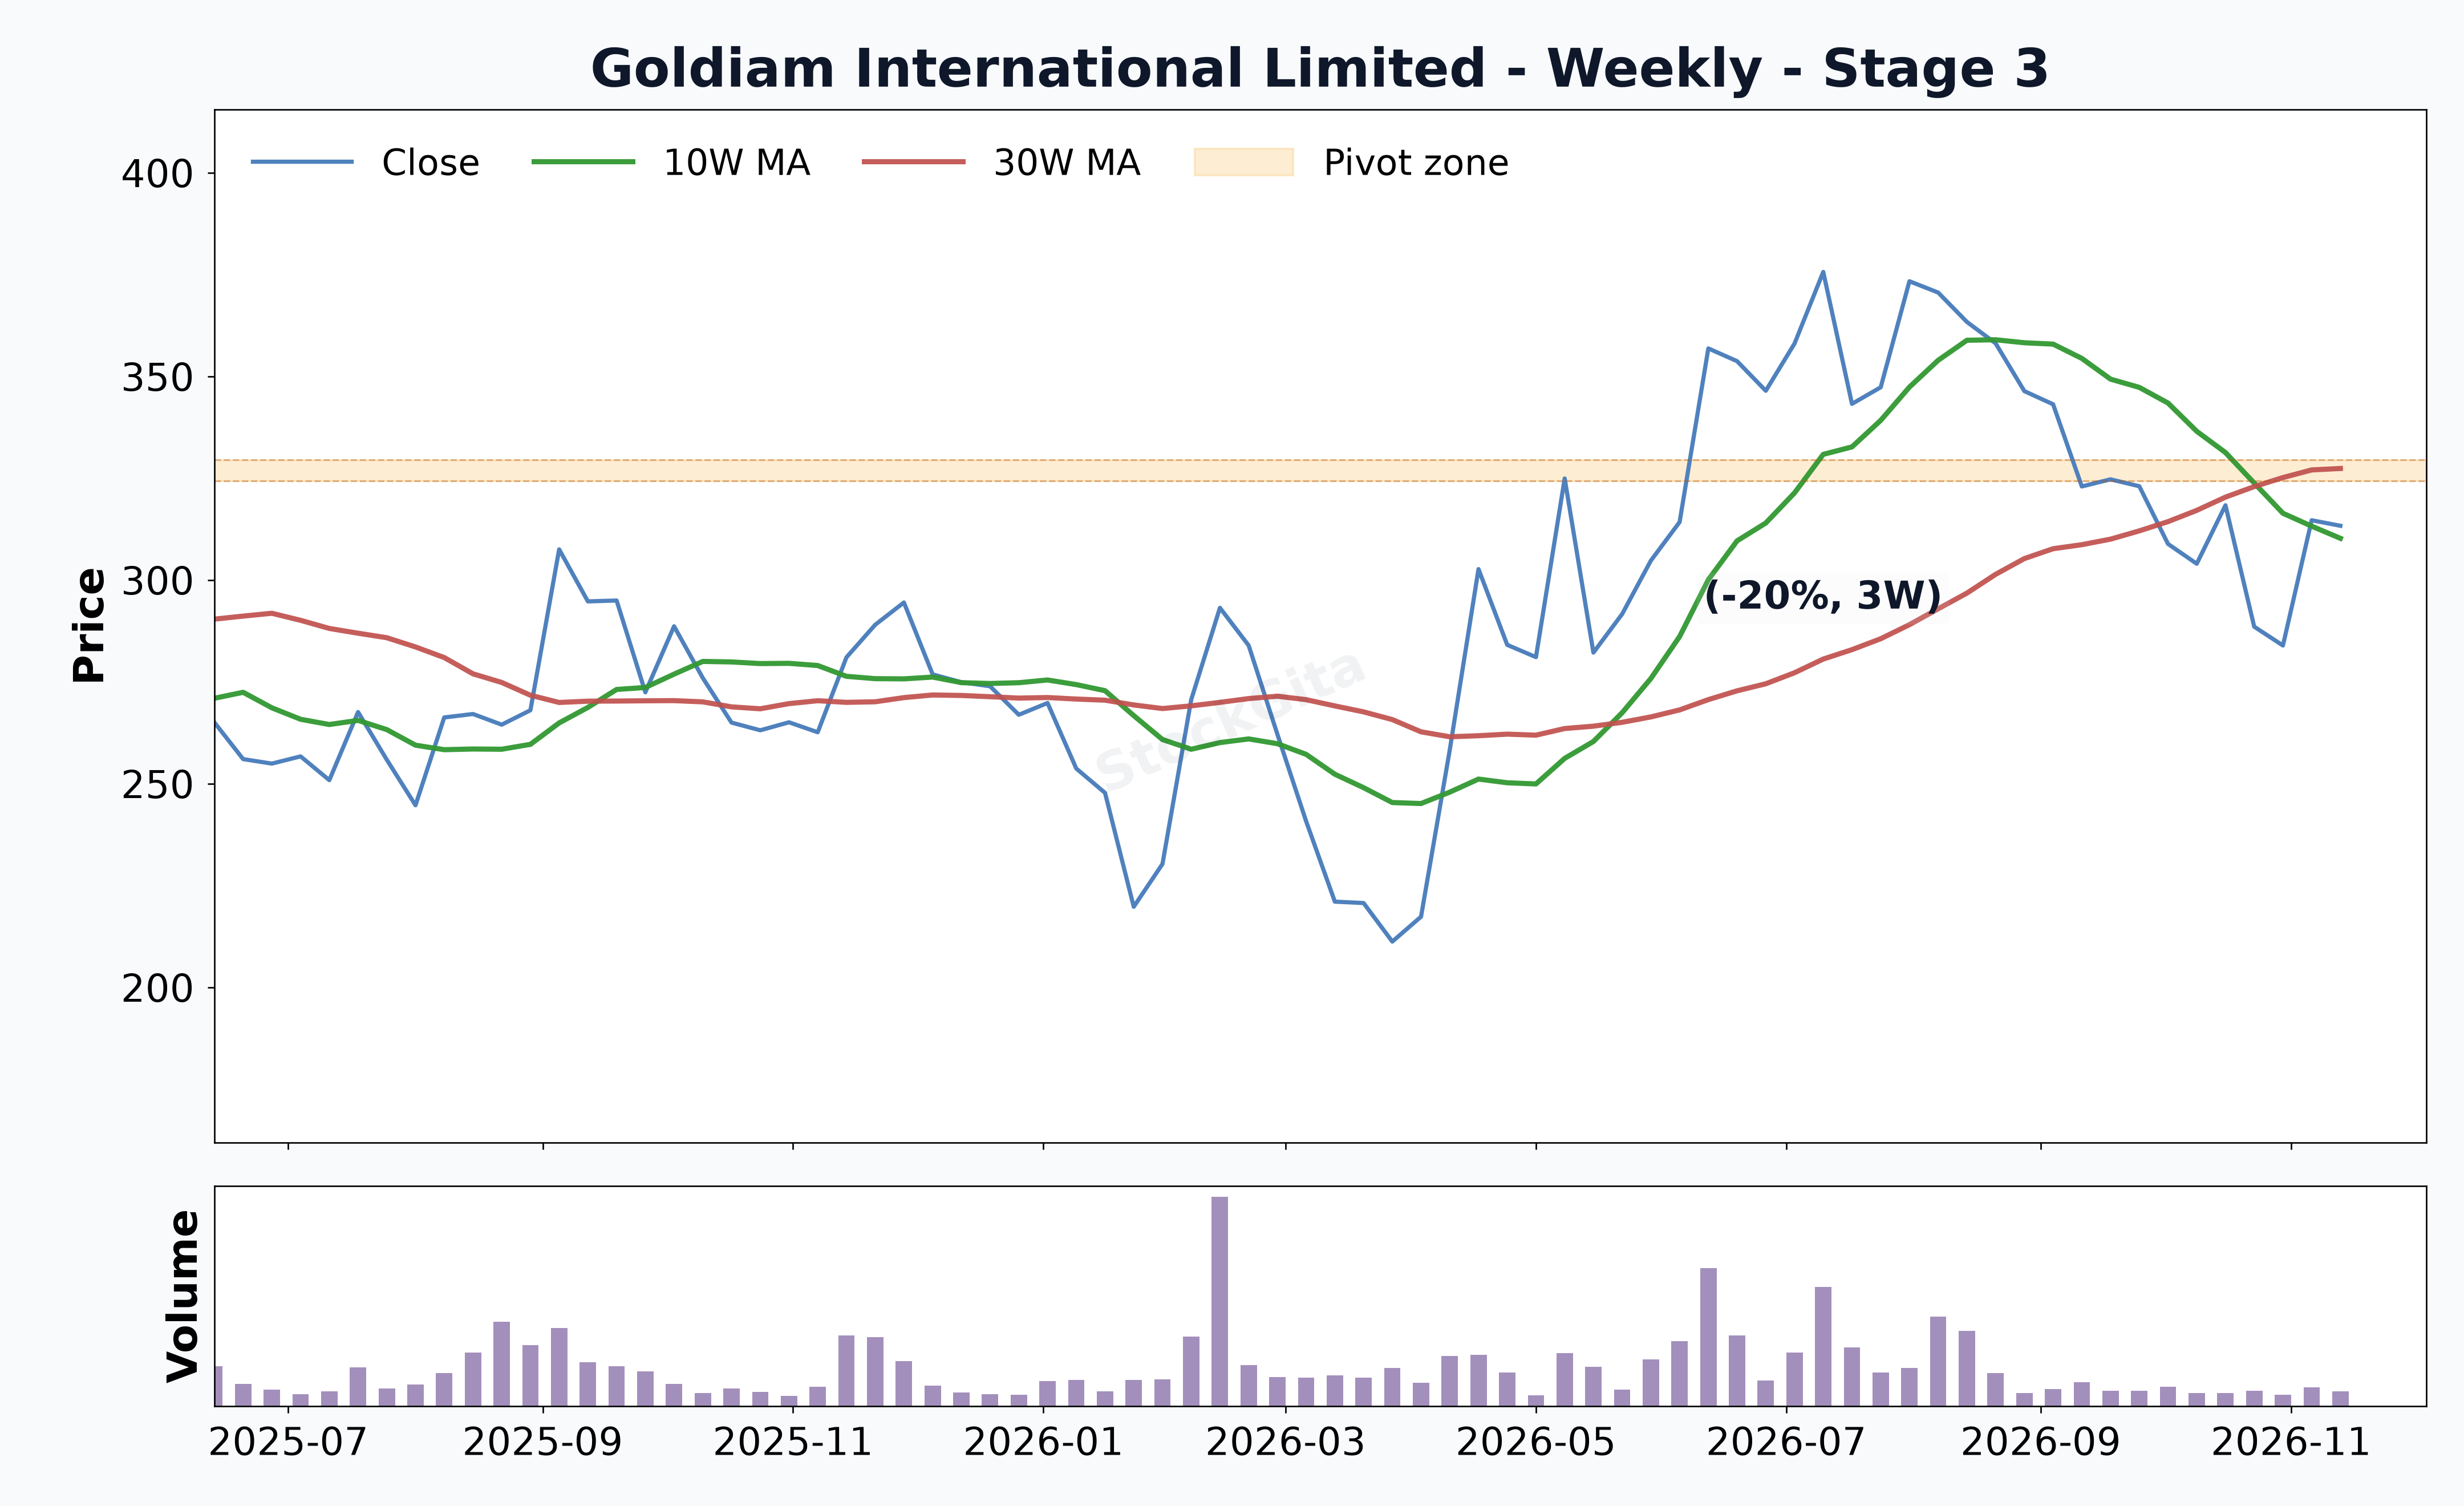 Goldiam International Limited - Weekly - Stage 3
Close 10W MA 30W MA Pivot zone
400
350
300
250
200
Price
(-20%, 3W)
StockGita
Volume
2025-07 2025-09 2025-11 2026-01 2026-03 2026-05 2026-07 2026-09 2026-11